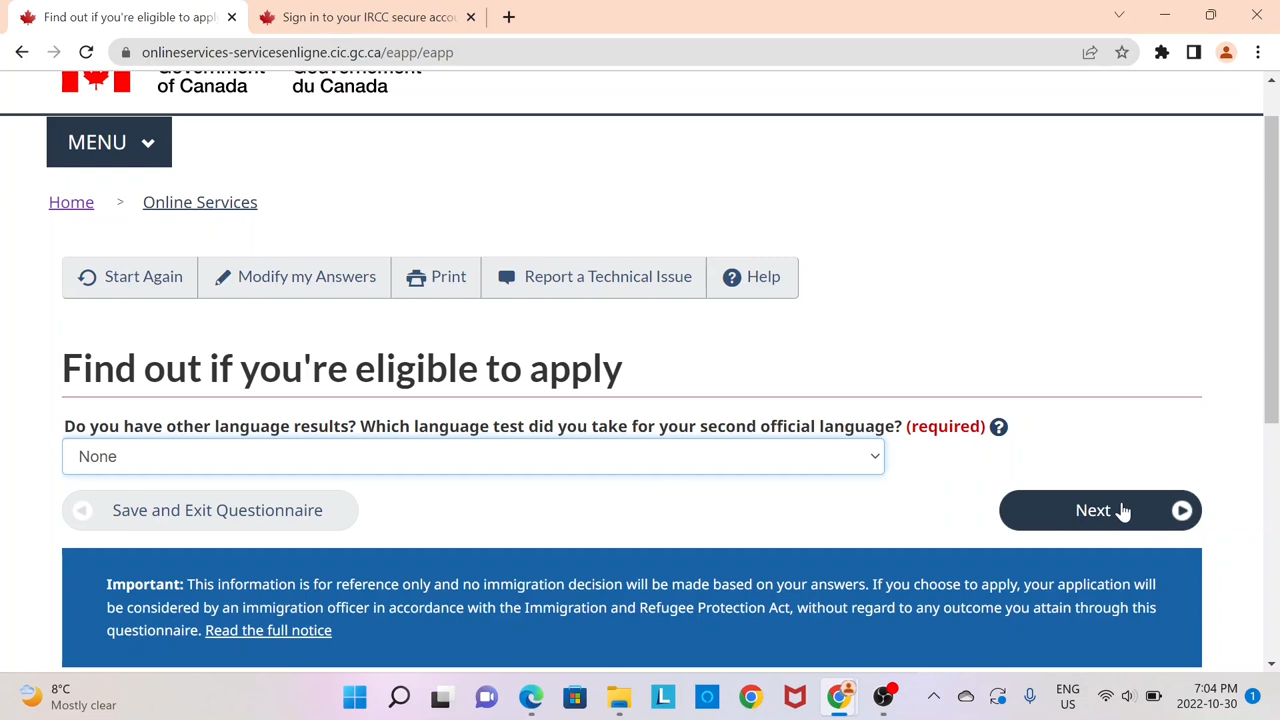 Find out if you're eligible to apply
Sign in to your IRCC secure acco
onlineservices-servicesenligne.cic.gc.ca/eapp/eapp
Government Gouvernement
of Canada du Canada
MENU
Home > Online Services
Start Again Modify my Answers Print Report a Technical Issue Help
Find out if you're eligible to apply
Do you have other language results? Which language test did you take for your second official language? (required)
None
Save and Exit Questionnaire Next
Important: This information is for reference only and no immigration decision will be made based on your answers. If you choose to apply, your application will
be considered by an immigration officer in accordance with the Immigration and Refugee Protection Act, without regard to any outcome you attain through this
questionnaire. Read the full notice
8°C
Mostly clear
ENG
US
7:04 PM
2022-10-30
1